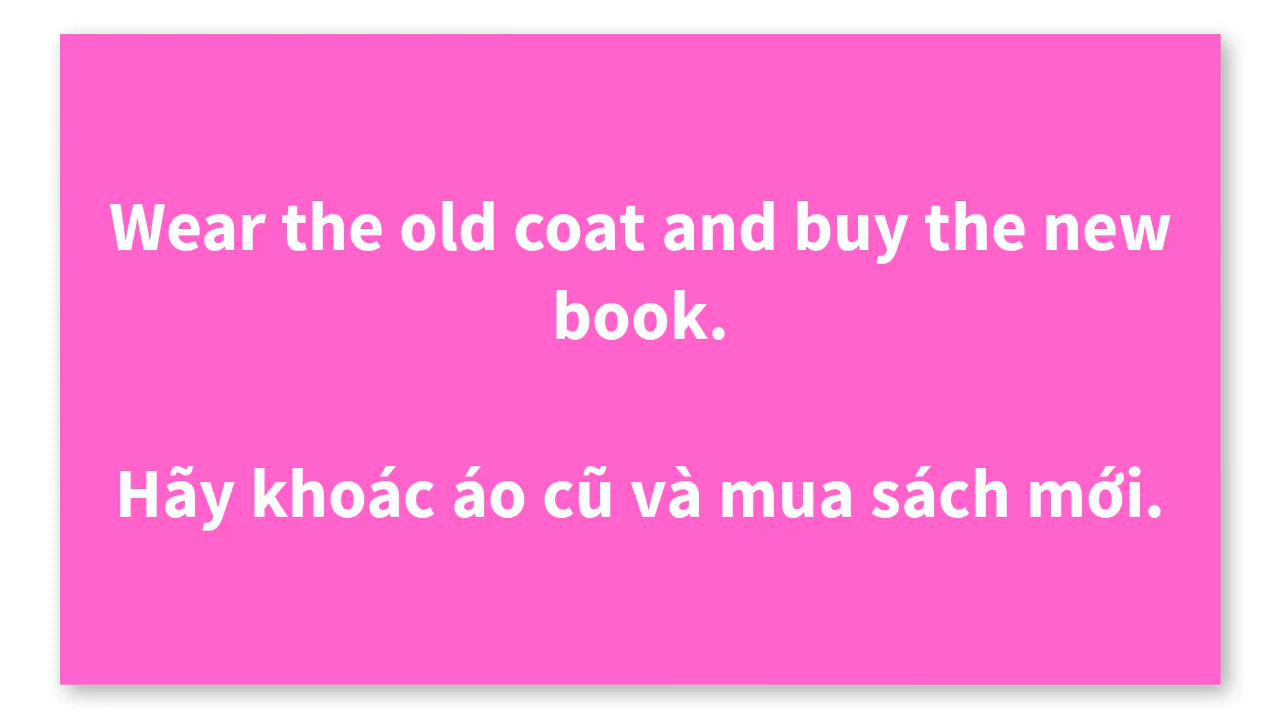 Wear the old coat and buy the new
book.
Hãy khoác áo cũ và mua sách mới.